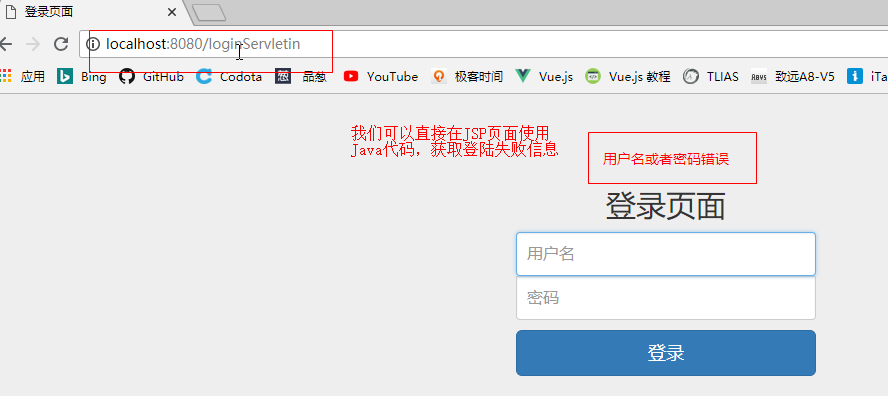 登录页面
localhost:8080/loginServletin
应用 Bing GitHub Codota 品葱 YouTube 极客时间 Vue.js Vue.js 教程 TLIAS ABVS 致远A8-V5 iTa
我们可以直接在JSP页面使用
Java代码，获取登陆失败信息
用户名或者密码错误
登录页面
用户名
密码
登录